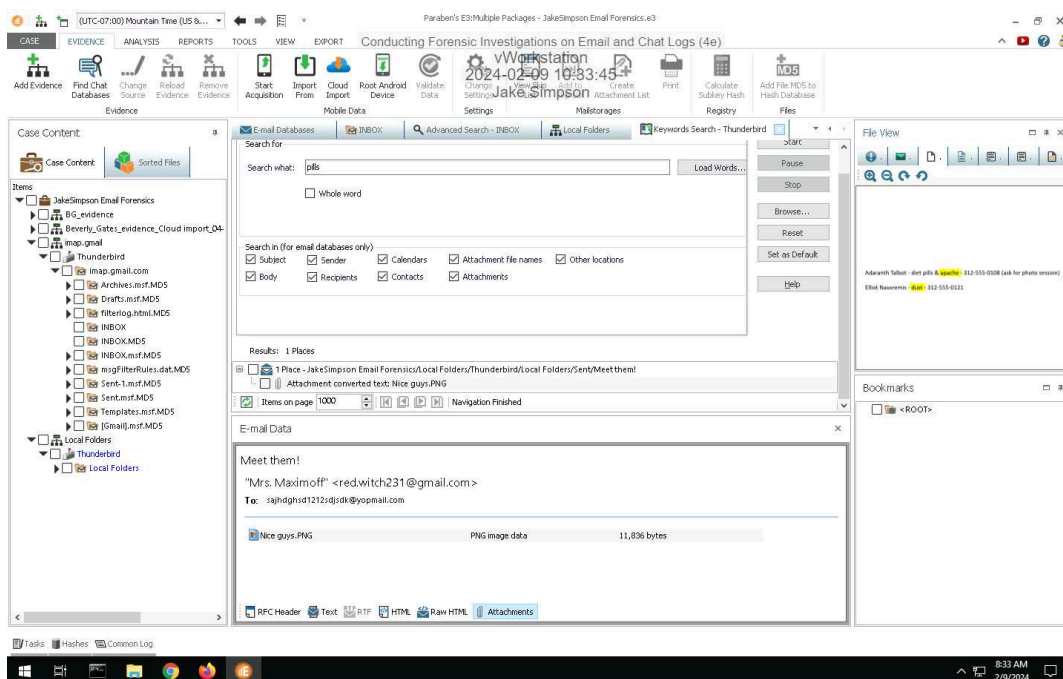 (UTC-07:00) Mountain Time (US &...
Paraben's E3:Multiple Packages - JakeSimpson Email Forensics.e3
CASE EVIDENCE ANALYSIS REPORTS TOOLS VIEW EXPORT
Conducting Forensic Investigations on Email and Chat Logs (4e)
vWorkstation
2024-02-09 10:33:45
Jake Simpson
Add Evidence
Find Chat Databases
Change Source
Reload Evidence
Remove Evidence
Evidence
Start Acquisition
Import From
Cloud Import
Root Android Device
Validate Data
Mobile Data
Change Settings
Settings
Create Attachment List
Print
Mailstorages
Calculate Subkey Hash
Registry
MD5
Add File MD5 to Hash Database
Files
Case Content
Case Content
Sorted Files
Items
JakeSimpson Email Forensics
BG_evidence
Beverly_Gates_evidence_Cloud import_04-
imap.gmail
Thunderbird
imap.gmail.com
Archives.msf.MD5
Drafts.msf.MD5
filterlog.html.MD5
INBOX
INBOX.MD5
INBOX.msf.MD5
msgFilterRules.dat.MD5
Sent-1.msf.MD5
Sent.msf.MD5
Templates.msf.MD5
[Gmail].msf.MD5
Local Folders
Thunderbird
Local Folders
E-mail Databases
INBOX
Advanced Search - INBOX
Local Folders
Keywords Search - Thunderbird
Search for
Search what: pills
Load Words...
Whole word
Start
Pause
Stop
Browse...
Reset
Set as Default
Help
Search in (for email databases only)
Subject Sender Calendars Attachment file names Other locations
Body Recipients Contacts Attachments
Results: 1 Places
1 Place - JakeSimpson Email Forensics/Local Folders/Thunderbird/Local Folders/Sent/Meet them!
Attachment converted text: Nice guys.PNG
Items on page 1000 Navigation Finished
E-mail Data
Meet them!
"Mrs. Maximoff" <red.witch231@gmail.com>
To: sajhdghsd1212sdjsdk@yopmail.com
Nice guys.PNG PNG image data 11,836 bytes
RFC Header Text RTF HTML Raw HTML Attachments
File View
Adaranth Talbot - diet pills & apache - 312-555-0108 (ask for photo session)
Elliot Nasoremis - dust - 312-555-0121
Bookmarks
<ROOT>
Tasks Hashes Common Log
8:33 AM
2/9/2024